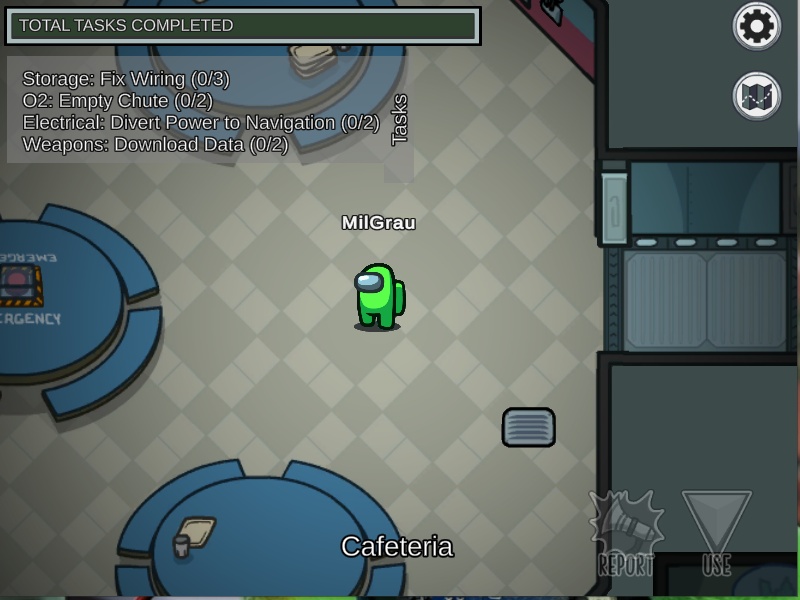 TOTAL TASKS COMPLETED
Storage: Fix Wiring (0/3)
O2: Empty Chute (0/2)
Electrical: Divert Power to Navigation (0/2)
Weapons: Download Data (0/2)
Tasks
MilGrau
Cafeteria
REPORT
USE